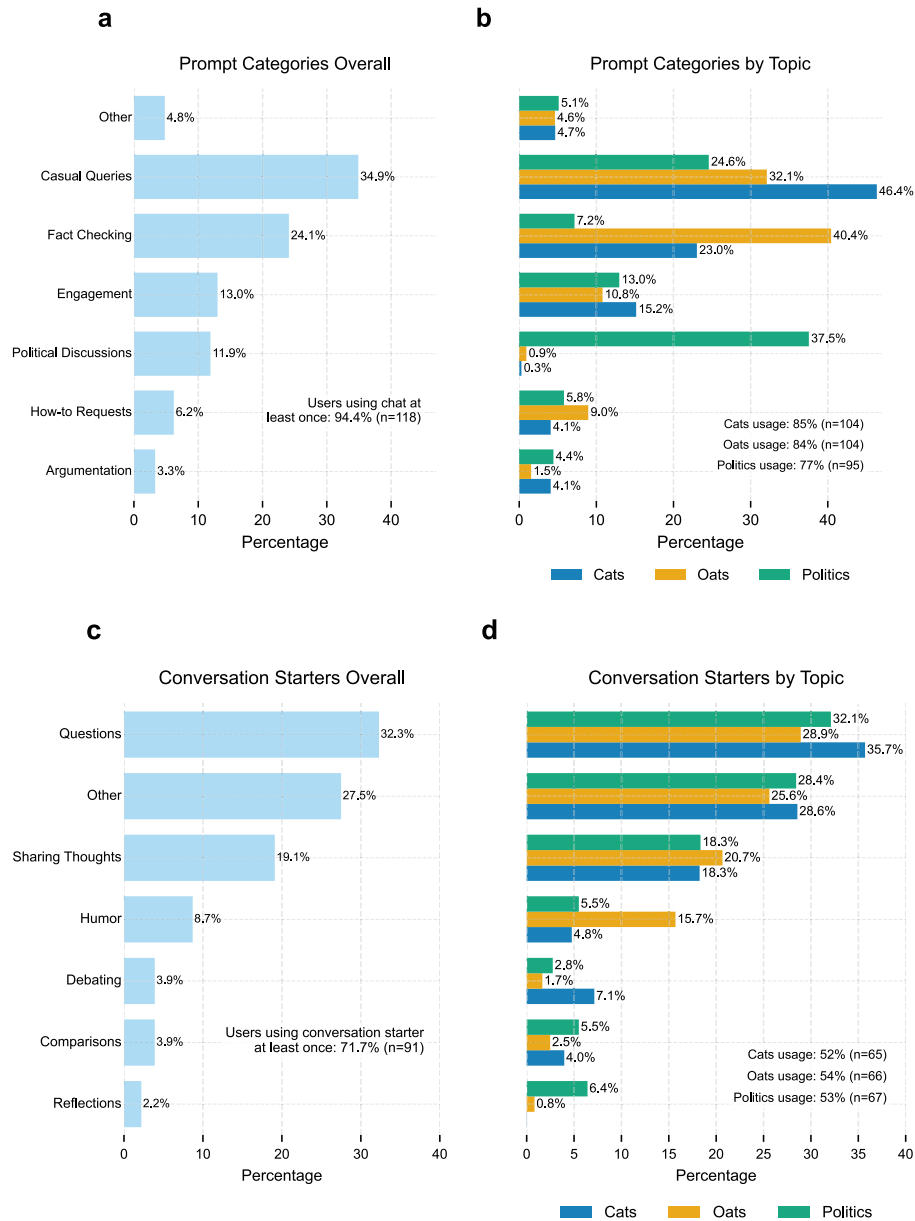 a
Prompt Categories Overall
Other
4.8%
Casual Queries
34.9%
Fact Checking
24.1%
Engagement
13.0%
Political Discussions
11.9%
How-to Requests
6.2%
Users using chat at
least once: 94.4% (n=118)
Argumentation
3.3%
0 10 20 30 40
Percentage
b
Prompt Categories by Topic
5.1%
4.6%
4.7%
24.6%
32.1%
46.4%
7.2%
40.4%
23.0%
13.0%
10.8%
15.2%
37.5%
0.9%
0.3%
5.8%
9.0%
4.1%
Cats usage: 85% (n=104)
Oats usage: 84% (n=104)
Politics usage: 77% (n=95)
4.4%
1.5%
4.1%
0 10 20 30 40
Percentage
Cats Oats Politics
c
Conversation Starters Overall
Questions
32.3%
Other
27.5%
Sharing Thoughts
19.1%
Humor
8.7%
Debating
3.9%
Comparisons
3.9%
Users using conversation starter
at least once: 71.7% (n=91)
Reflections
2.2%
0 10 20 30 40
Percentage
d
Conversation Starters by Topic
32.1%
28.9%
35.7%
28.4%
25.6%
28.6%
18.3%
20.7%
18.3%
5.5%
15.7%
4.8%
2.8%
1.7%
7.1%
5.5%
2.5%
4.0%
Cats usage: 52% (n=65)
Oats usage: 54% (n=66)
Politics usage: 53% (n=67)
6.4%
0.8%
0 5 10 15 20 25 30 35 40
Percentage
Cats Oats Politics